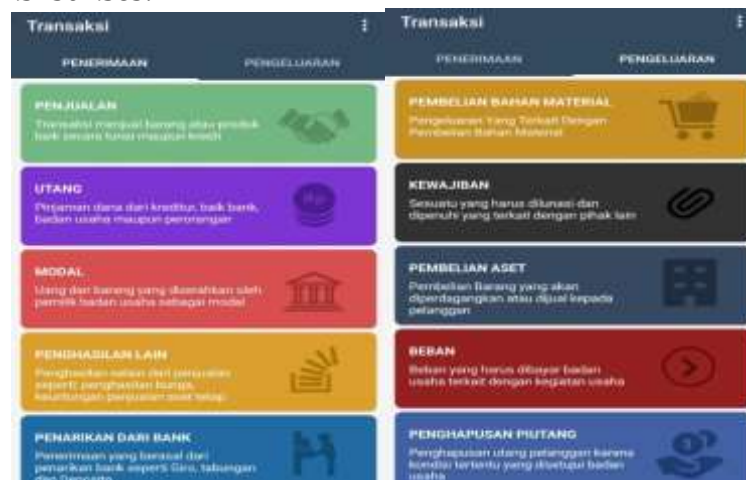 Transaksi
PENERIMAAN
PENGELUARAN
PENJUALAN
Transaksi menjual barang atau produk
baik secara tunai maupun kredit
UTANG
Pinjaman dana dari kreditur, baik bank,
badan usaha maupun perorangan
MODAL
Uang dan barang yang diserahkan oleh
pemilik badan usaha sebagai modal
PENGHASILAN LAIN
Penghasilan selain dari penjualan
seperti penghasilan bunga,
keuntungan penjualan aset tetap
PENARIKAN DARI BANK
Penerimaan yang berasal dari
penarikan bank seperti Giro, tabungan
dan Deposito
Transaksi
PENERIMAAN
PENGELUARAN
PEMBELIAN BAHAN MATERIAL
Pengeluaran Yang Terkait Dengan
Pembelian Bahan Material
KEWAJIBAN
Sesuatu yang harus dilunasi dan
dipenuhi yang terkait dengan pihak lain
PEMBELIAN ASET
Pembelian Barang yang akan
diperdagangkan atau dijual kepada
pelanggan
BEBAN
Beban yang harus dibayar badan
usaha terkait dengan kegiatan usaha
PENGHAPUSAN PIUTANG
Penghapusan utang pelanggan karena
kondisi tertentu yang disetujui badan
usaha